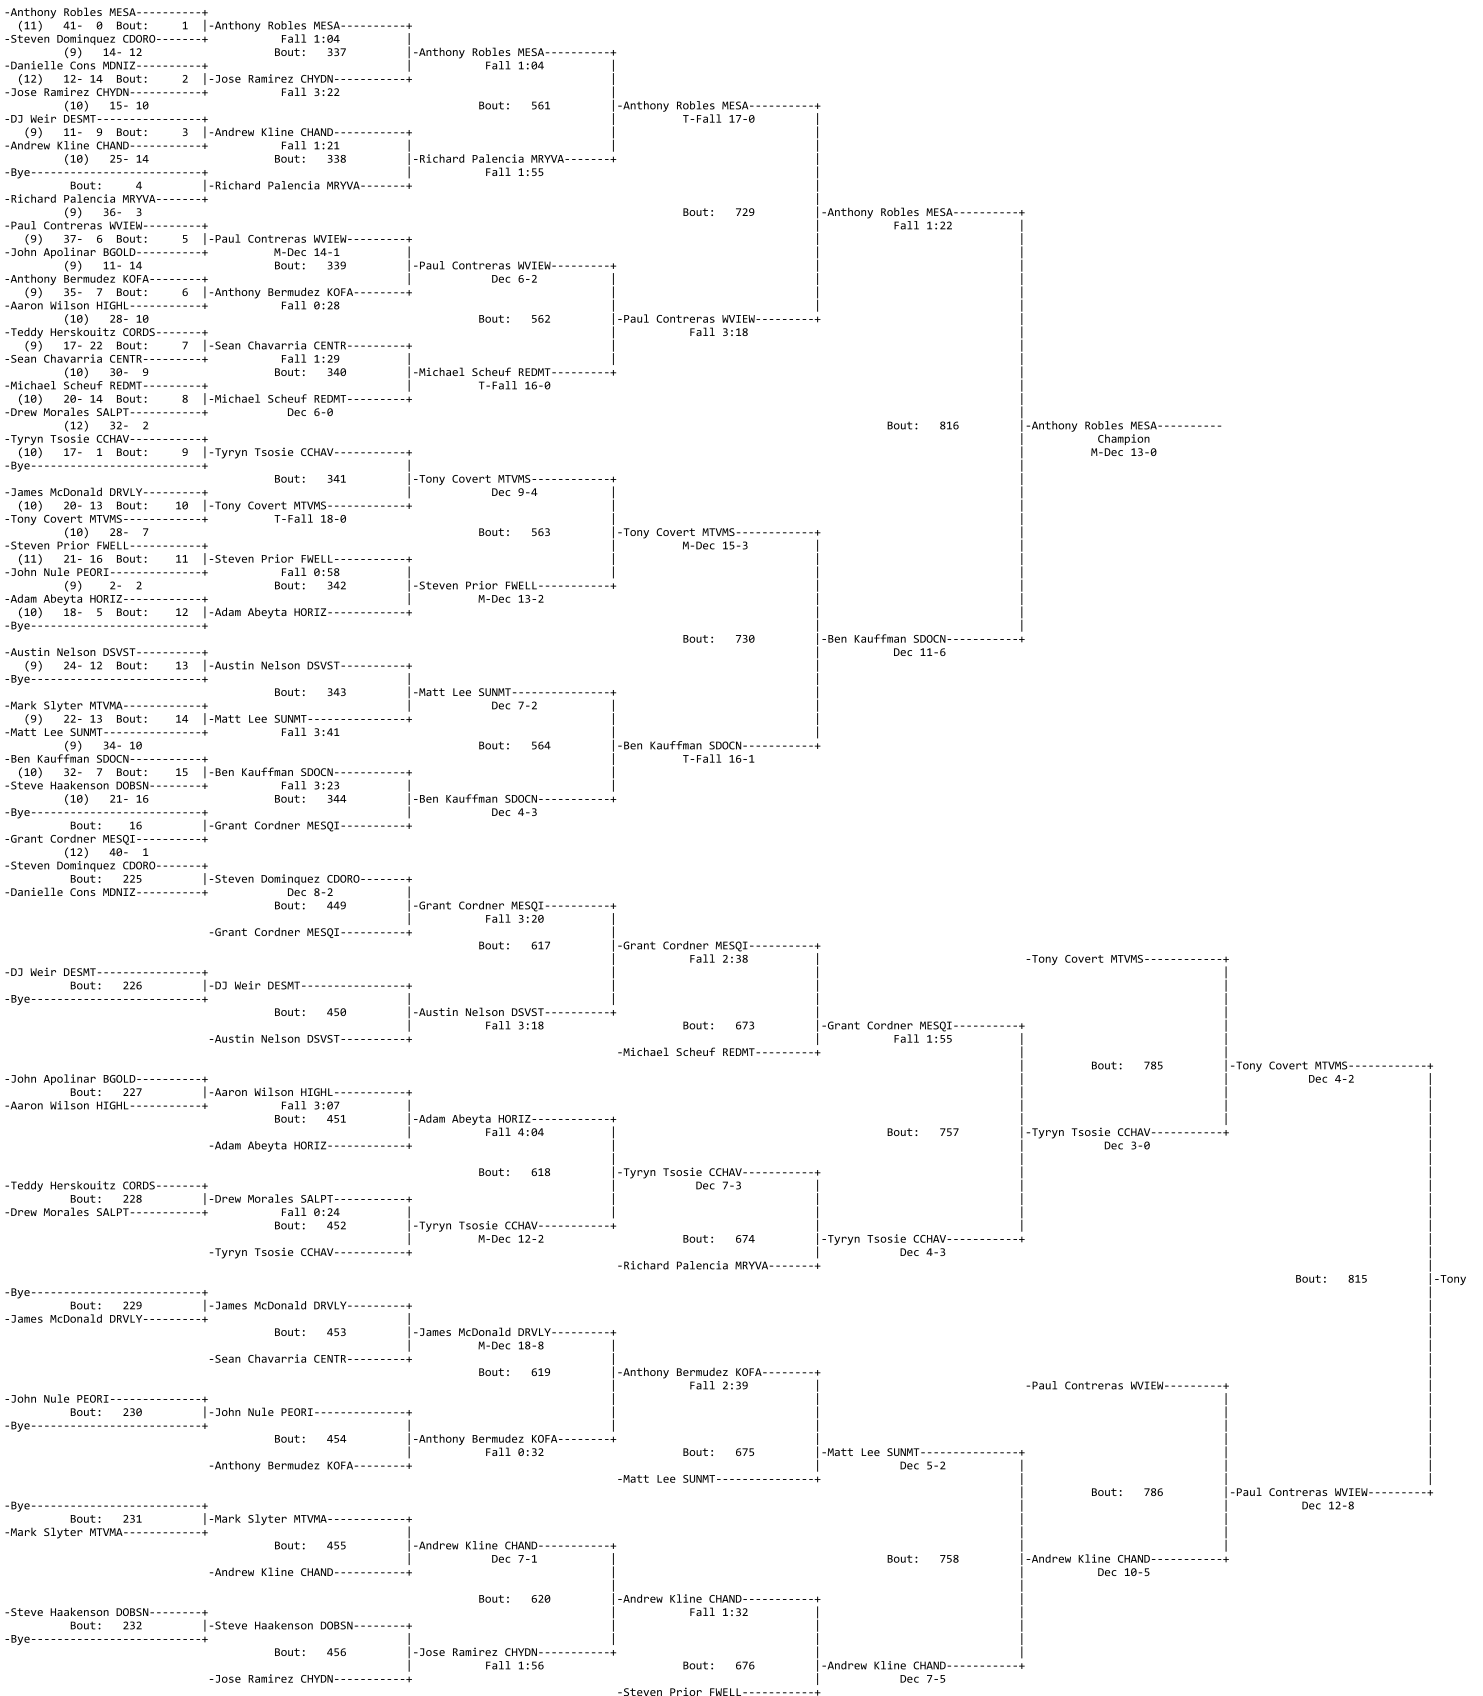 -Anthony Robles MESA----------+
(11) 41- 0 Bout: 1 |-Anthony Robles MESA----------+
-Steven Dominquez CDORO-------+ Fall 1:04 |
(9) 14- 12 Bout: 337 |-Anthony Robles MESA----------+
-Danielle Cons MDNIZ----------+ | Fall 1:04 |
(12) 12- 14 Bout: 2 |-Jose Ramirez CHYDN-----------+ |
-Jose Ramirez CHYDN-----------+ Fall 3:22 |
(10) 15- 10 Bout: 561 |-Anthony Robles MESA----------+
-DJ Weir DESMT----------------+ | T-Fall 17-0 |
(9) 11- 9 Bout: 3 |-Andrew Kline CHAND-----------+ | |
-Andrew Kline CHAND-----------+ Fall 1:21 | | |
(10) 25- 14 Bout: 338 |-Richard Palencia MRYVA-------+ |
-Bye--------------------------+ | Fall 1:55 |
Bout: 4 |-Richard Palencia MRYVA-------+ |
-Richard Palencia MRYVA-------+ |
(9) 36- 3 Bout: 729 |-Anthony Robles MESA----------+
-Paul Contreras WVIEW---------+ | Fall 1:22 |
(9) 37- 6 Bout: 5 |-Paul Contreras WVIEW---------+ | |
-John Apolinar BGOLD----------+ M-Dec 14-1 | | |
(9) 11- 14 Bout: 339 |-Paul Contreras WVIEW---------+ | |
-Anthony Bermudez KOFA--------+ | Dec 6-2 | | |
(9) 35- 7 Bout: 6 |-Anthony Bermudez KOFA--------+ | | |
-Aaron Wilson HIGHL-----------+ Fall 0:28 | | |
(10) 28- 10 Bout: 562 |-Paul Contreras WVIEW---------+ |
-Teddy Herskouitz CORDS-------+ | Fall 3:18 |
(9) 17- 22 Bout: 7 |-Sean Chavarria CENTR---------+ | |
-Sean Chavarria CENTR---------+ Fall 1:29 | | |
(10) 30- 9 Bout: 340 |-Michael Scheuf REDMT---------+ |
-Michael Scheuf REDMT---------+ | T-Fall 16-0 |
(10) 20- 14 Bout: 8 |-Michael Scheuf REDMT---------+ |
-Drew Morales SALPT-----------+ Dec 6-0 |
(12) 32- 2 Bout: 816 |-Anthony Robles MESA----------
-Tyryn Tsosie CCHAV-----------+ | Champion
(10) 17- 1 Bout: 9 |-Tyryn Tsosie CCHAV-----------+ | M-Dec 13-0
-Bye--------------------------+ | |
Bout: 341 |-Tony Covert MTVMS------------+ |
-James McDonald DRVLY---------+ | Dec 9-4 | |
(10) 20- 13 Bout: 10 |-Tony Covert MTVMS------------+ | |
-Tony Covert MTVMS------------+ T-Fall 18-0 | |
(10) 28- 7 Bout: 563 |-Tony Covert MTVMS------------+ |
-Steven Prior FWELL-----------+ | M-Dec 15-3 | |
(11) 21- 16 Bout: 11 |-Steven Prior FWELL-----------+ | | |
-John Nule PEORI--------------+ Fall 0:58 | | | |
(9) 2- 2 Bout: 342 |-Steven Prior FWELL-----------+ | |
-Adam Abeyta HORIZ------------+ | M-Dec 13-2 | |
(10) 18- 5 Bout: 12 |-Adam Abeyta HORIZ------------+ | |
-Bye--------------------------+ | |
Bout: 730 |-Ben Kauffman SDOCN-----------+
-Austin Nelson DSVST----------+ | Dec 11-6
(9) 24- 12 Bout: 13 |-Austin Nelson DSVST----------+ |
-Bye--------------------------+ | |
Bout: 343 |-Matt Lee SUNMT---------------+ |
-Mark Slyter MTVMA------------+ | Dec 7-2 | |
(9) 22- 13 Bout: 14 |-Matt Lee SUNMT---------------+ | |
-Matt Lee SUNMT---------------+ Fall 3:41 | |
(9) 34- 10 Bout: 564 |-Ben Kauffman SDOCN-----------+
-Ben Kauffman SDOCN-----------+ | T-Fall 16-1
(10) 32- 7 Bout: 15 |-Ben Kauffman SDOCN-----------+ |
-Steve Haakenson DOBSN--------+ Fall 3:23 | |
(10) 21- 16 Bout: 344 |-Ben Kauffman SDOCN-----------+
-Bye--------------------------+ | Dec 4-3
Bout: 16 |-Grant Cordner MESQI----------+
-Grant Cordner MESQI----------+
(12) 40- 1
-Steven Dominquez CDORO-------+
Bout: 225 |-Steven Dominquez CDORO-------+
-Danielle Cons MDNIZ----------+ Dec 8-2 |
Bout: 449 |-Grant Cordner MESQI----------+
| Fall 3:20 |
-Grant Cordner MESQI----------+ |
Bout: 617 |-Grant Cordner MESQI----------+
| Fall 2:38 | -Tony Covert MTVMS------------+
-DJ Weir DESMT----------------+ | | |
Bout: 226 |-DJ Weir DESMT----------------+ | | |
-Bye--------------------------+ | | | |
Bout: 450 |-Austin Nelson DSVST----------+ | |
| Fall 3:18 Bout: 673 |-Grant Cordner MESQI----------+ |
-Austin Nelson DSVST----------+ | Fall 1:55 | |
-Michael Scheuf REDMT---------+ | |
Bout: 785 |-Tony Covert MTVMS------------+
-John Apolinar BGOLD----------+ | | Dec 4-2 |
Bout: 227 |-Aaron Wilson HIGHL-----------+ | | |
-Aaron Wilson HIGHL-----------+ Fall 3:07 | | | |
Bout: 451 |-Adam Abeyta HORIZ------------+ | | |
| Fall 4:04 | Bout: 757 |-Tyryn Tsosie CCHAV-----------+ |
-Adam Abeyta HORIZ------------+ | | Dec 3-0 |
Bout: 618 |-Tyryn Tsosie CCHAV-----------+ | |
-Teddy Herskouitz CORDS-------+ | Dec 7-3 | | |
Bout: 228 |-Drew Morales SALPT-----------+ | | | |
-Drew Morales SALPT-----------+ Fall 0:24 | | | | |
Bout: 452 |-Tyryn Tsosie CCHAV-----------+ | | |
| M-Dec 12-2 Bout: 674 |-Tyryn Tsosie CCHAV-----------+ |
-Tyryn Tsosie CCHAV-----------+ | Dec 4-3 |
-Richard Palencia MRYVA-------+ |
Bout: 815 |-Tony
-Bye--------------------------+ |
Bout: 229 |-James McDonald DRVLY---------+ |
-James McDonald DRVLY---------+ | |
Bout: 453 |-James McDonald DRVLY---------+ |
| M-Dec 18-8 | |
-Sean Chavarria CENTR---------+ | |
Bout: 619 |-Anthony Bermudez KOFA--------+ |
| Fall 2:39 | -Paul Contreras WVIEW---------+ |
-John Nule PEORI--------------+ | | | |
Bout: 230 |-John Nule PEORI--------------+ | | | |
-Bye--------------------------+ | | | | |
Bout: 454 |-Anthony Bermudez KOFA--------+ | | |
| Fall 0:32 Bout: 675 |-Matt Lee SUNMT---------------+ | |
-Anthony Bermudez KOFA--------+ | Dec 5-2 | | |
-Matt Lee SUNMT---------------+ | | |
Bout: 786 |-Paul Contreras WVIEW---------+
-Bye--------------------------+ | | Dec 12-8
Bout: 231 |-Mark Slyter MTVMA------------+ | |
-Mark Slyter MTVMA------------+ | | |
Bout: 455 |-Andrew Kline CHAND-----------+ | |
| Dec 7-1 | Bout: 758 |-Andrew Kline CHAND-----------+
-Andrew Kline CHAND-----------+ | | Dec 10-5
Bout: 620 |-Andrew Kline CHAND-----------+ |
-Steve Haakenson DOBSN--------+ | Fall 1:32 | |
Bout: 232 |-Steve Haakenson DOBSN--------+ | | |
-Bye--------------------------+ | | | |
Bout: 456 |-Jose Ramirez CHYDN-----------+ | |
| Fall 1:56 Bout: 676 |-Andrew Kline CHAND-----------+
-Jose Ramirez CHYDN-----------+ | Dec 7-5
-Steven Prior FWELL-----------+